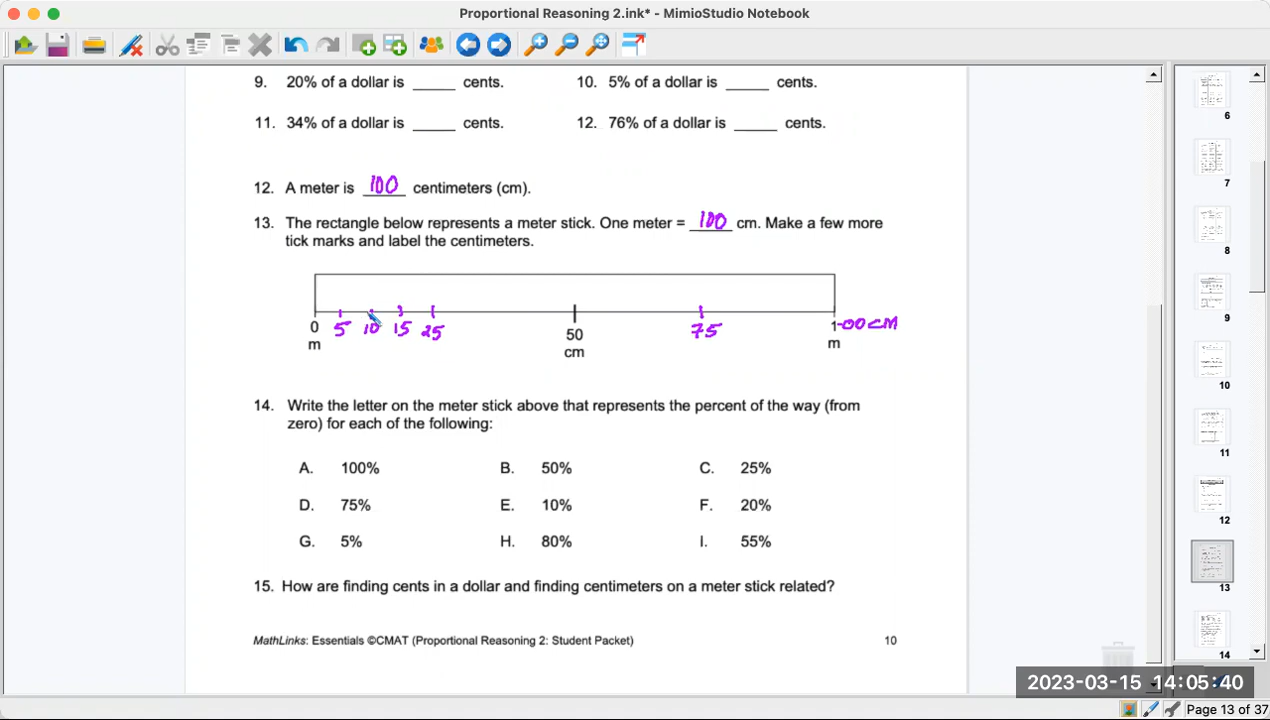 Proportional Reasoning 2.ink* - MimioStudio Notebook
9. 20% of a dollar is _____ cents. 10. 5% of a dollar is _____ cents.
11. 34% of a dollar is _____ cents. 12. 76% of a dollar is _____ cents.
12. A meter is 100 centimeters (cm).
13. The rectangle below represents a meter stick. One meter = 100 cm. Make a few more
tick marks and label the centimeters.
0 5 10 15 25 50 75 100 CM
m cm m
14. Write the letter on the meter stick above that represents the percent of the way (from
zero) for each of the following:
A. 100% B. 50% C. 25%
D. 75% E. 10% F. 20%
G. 5% H. 80% I. 55%
15. How are finding cents in a dollar and finding centimeters on a meter stick related?
MathLinks: Essentials ©CMAT (Proportional Reasoning 2: Student Packet) 10
6
7
8
9
10
11
12
13
14
2023-03-15 14:05:40
Page 13 of 37